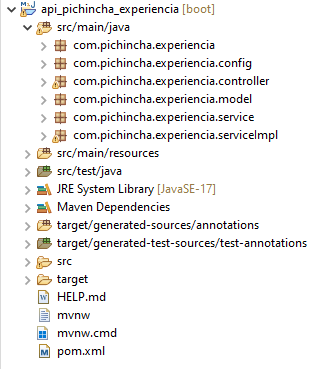 api_pichincha_experiencia [boot]
src/main/java
com.pichincha.experiencia
com.pichincha.experiencia.config
com.pichincha.experiencia.controller
com.pichincha.experiencia.model
com.pichincha.experiencia.service
com.pichincha.experiencia.serviceImpl
src/main/resources
src/test/java
JRE System Library [JavaSE-17]
Maven Dependencies
target/generated-sources/annotations
target/generated-test-sources/test-annotations
src
target
HELP.md
mvnw
mvnw.cmd
pom.xml